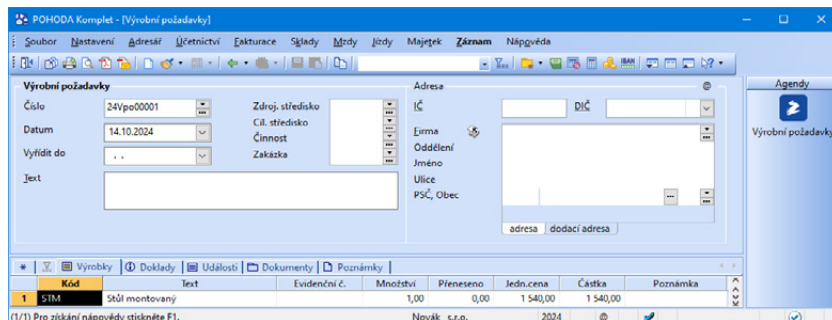 POHODA Komplet - [Výrobní požadavky]
Soubor Nastavení Adresář Účetnictví Fakturace Sklady Mzdy Jízdy Majetek Záznam Nápověda
Výrobní požadavky
Adresa
@
Agendy
Číslo
24Vpo00001
Zdroj. středisko
IČ
DIČ
Cíl. středisko
Datum
14.10.2024
Činnost
Firma
Výrobní požadavky
Oddělení
Vyřídit do
. .
Zakázka
Jméno
Ulice
Text
PSČ, Obec
adresa dodací adresa
Výrobky Doklady Události Dokumenty Poznámky
Kód Text Evidenční č. Množství Přeneseno Jedn.cena Částka Poznámka
1 STM Stůl montovaný 1,00 0,00 1 540,00 1 540,00
(1/1) Pro získání nápovědy stiskněte F1. Novák s.r.o. 2024 @